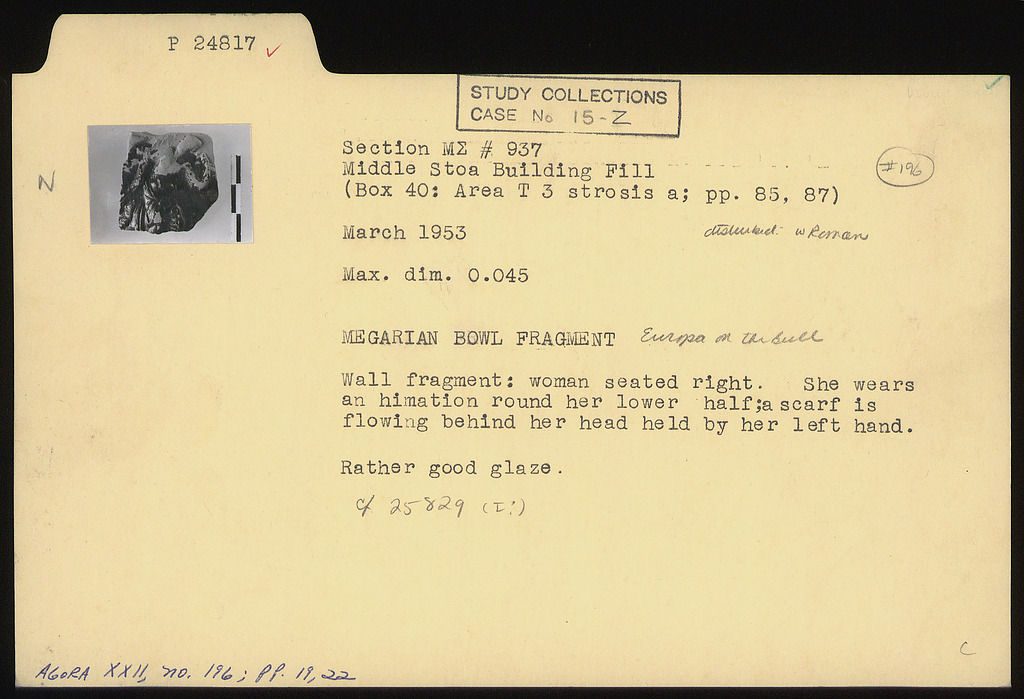 P 24817 ✓
STUDY COLLECTIONS
CASE No 15-Z
Section ΜΣ # 937
Middle Stoa Building Fill
#196
(Box 40: Area T 3 strosis a; pp. 85, 87)
N
March 1953
disturbed: w Roman
Max. dim. 0.045
MEGARIAN BOWL FRAGMENT Europa on the Bull
Wall fragment: woman seated right. She wears
an himation round her lower half;a scarf is
flowing behind her head held by her left hand.
Rather good glaze.
cf 25829 (I?)
C
AGORA XXII, no. 196; pp. 19, 22